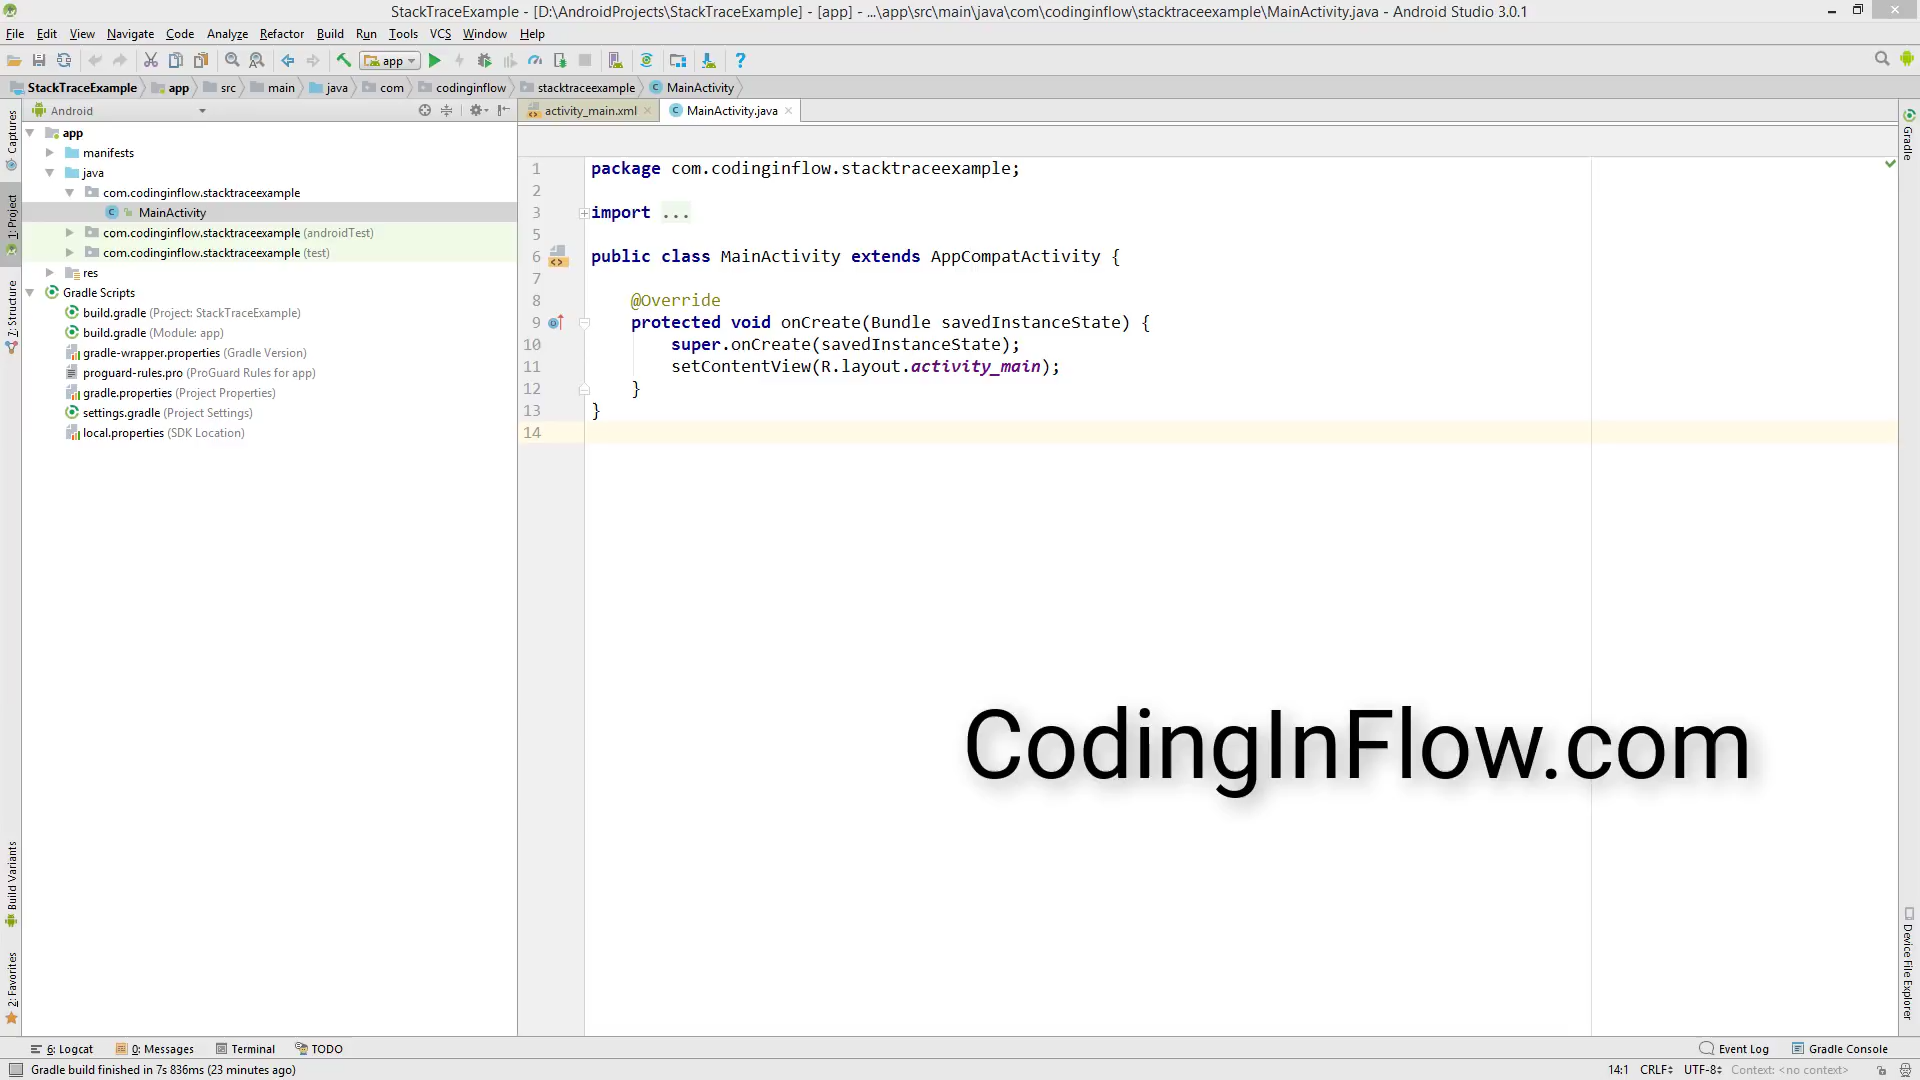 StackTraceExample - [D:\AndroidProjects\StackTraceExample] - [app] - ...\app\src\main\java\com\codinginflow\stacktraceexample\MainActivity.java - Android Studio 3.0.1
File Edit View Navigate Code Analyze Refactor Build Run Tools VCS Window Help
app
StackTraceExample app src main java com codinginflow stacktraceexample MainActivity
Android
activity_main.xml
MainActivity.java
Captures
1: Project
7: Structure
Build Variants
2: Favorites
app
manifests
java
com.codinginflow.stacktraceexample
MainActivity
com.codinginflow.stacktraceexample (androidTest)
com.codinginflow.stacktraceexample (test)
res
Gradle Scripts
build.gradle (Project: StackTraceExample)
build.gradle (Module: app)
gradle-wrapper.properties (Gradle Version)
proguard-rules.pro (ProGuard Rules for app)
gradle.properties (Project Properties)
settings.gradle (Project Settings)
local.properties (SDK Location)
1 package com.codinginflow.stacktraceexample;
2
3 import ...
5
6 public class MainActivity extends AppCompatActivity {
7
8 @Override
9 protected void onCreate(Bundle savedInstanceState) {
10 super.onCreate(savedInstanceState);
11 setContentView(R.layout.activity_main);
12 }
13 }
14
CodingInFlow.com
Gradle
Device File Explorer
6: Logcat 0: Messages Terminal TODO Event Log Gradle Console
Gradle build finished in 7s 836ms (23 minutes ago) 14:1 CRLF UTF-8 Context: <no context>